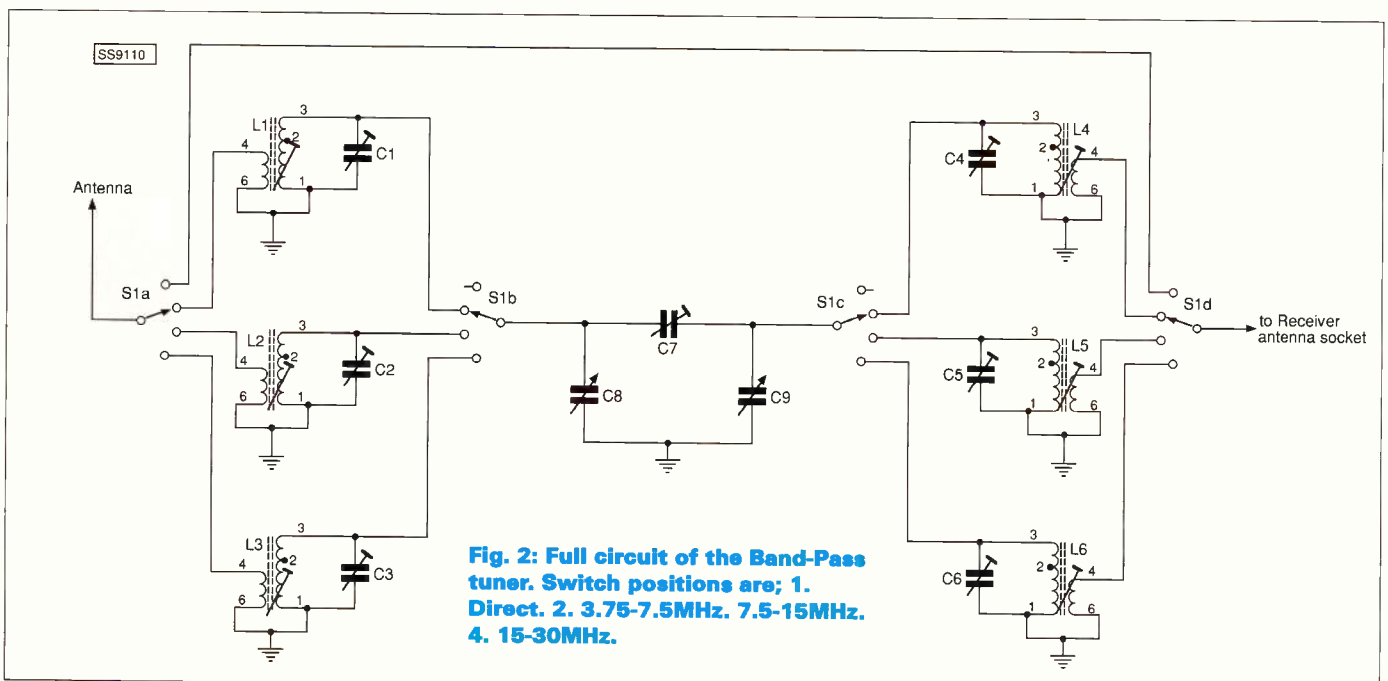 SS9110
Antenna
S1a
L1
3
2
4
6
1
C1
L2
3
2
4
6
1
C2
L3
3
2
4
6
1
C3
S1b
C7
C8
C9
S1c
C4
3
2
1
L4
4
6
C5
3
2
1
L5
4
6
C6
3
2
1
L6
4
6
S1d
to Receiver
antenna socket
Fig. 2: Full circuit of the Band-Pass
tuner. Switch positions are; 1.
Direct. 2. 3.75-7.5MHz. 7.5-15MHz.
4. 15-30MHz.